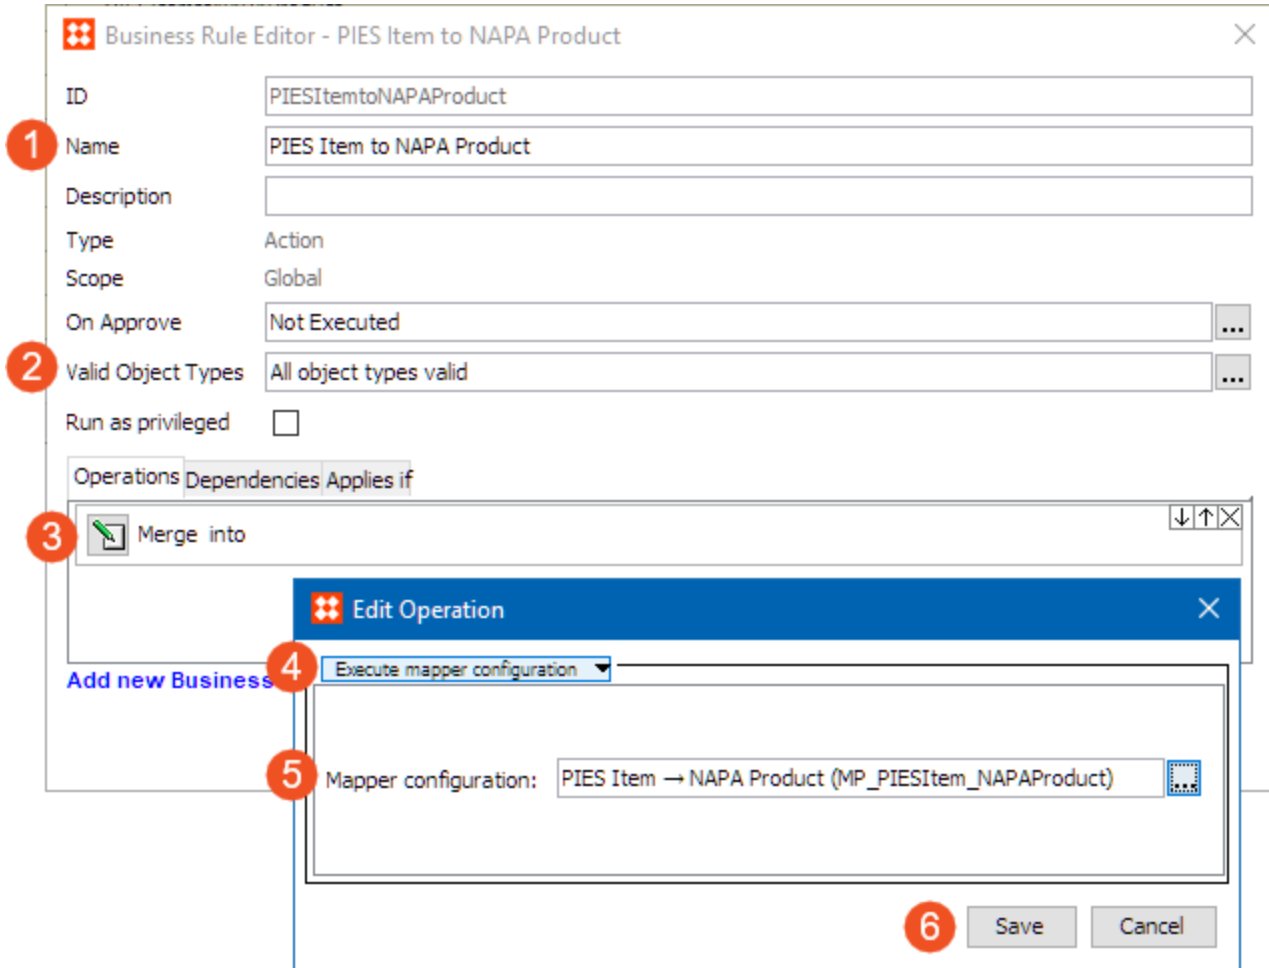 Business Rule Editor - PIES Item to NAPA Product
ID PIESItemtoNAPAProduct
1 Name PIES Item to NAPA Product
Description
Type Action
Scope Global
On Approve Not Executed ...
2 Valid Object Types All object types valid ...
Run as privileged
Operations Dependencies Applies if
3 Merge into
Edit Operation
4 Execute mapper configuration
Add new Business
5 Mapper configuration: PIES Item → NAPA Product (MP_PIESItem_NAPAProduct) ...
6 Save Cancel